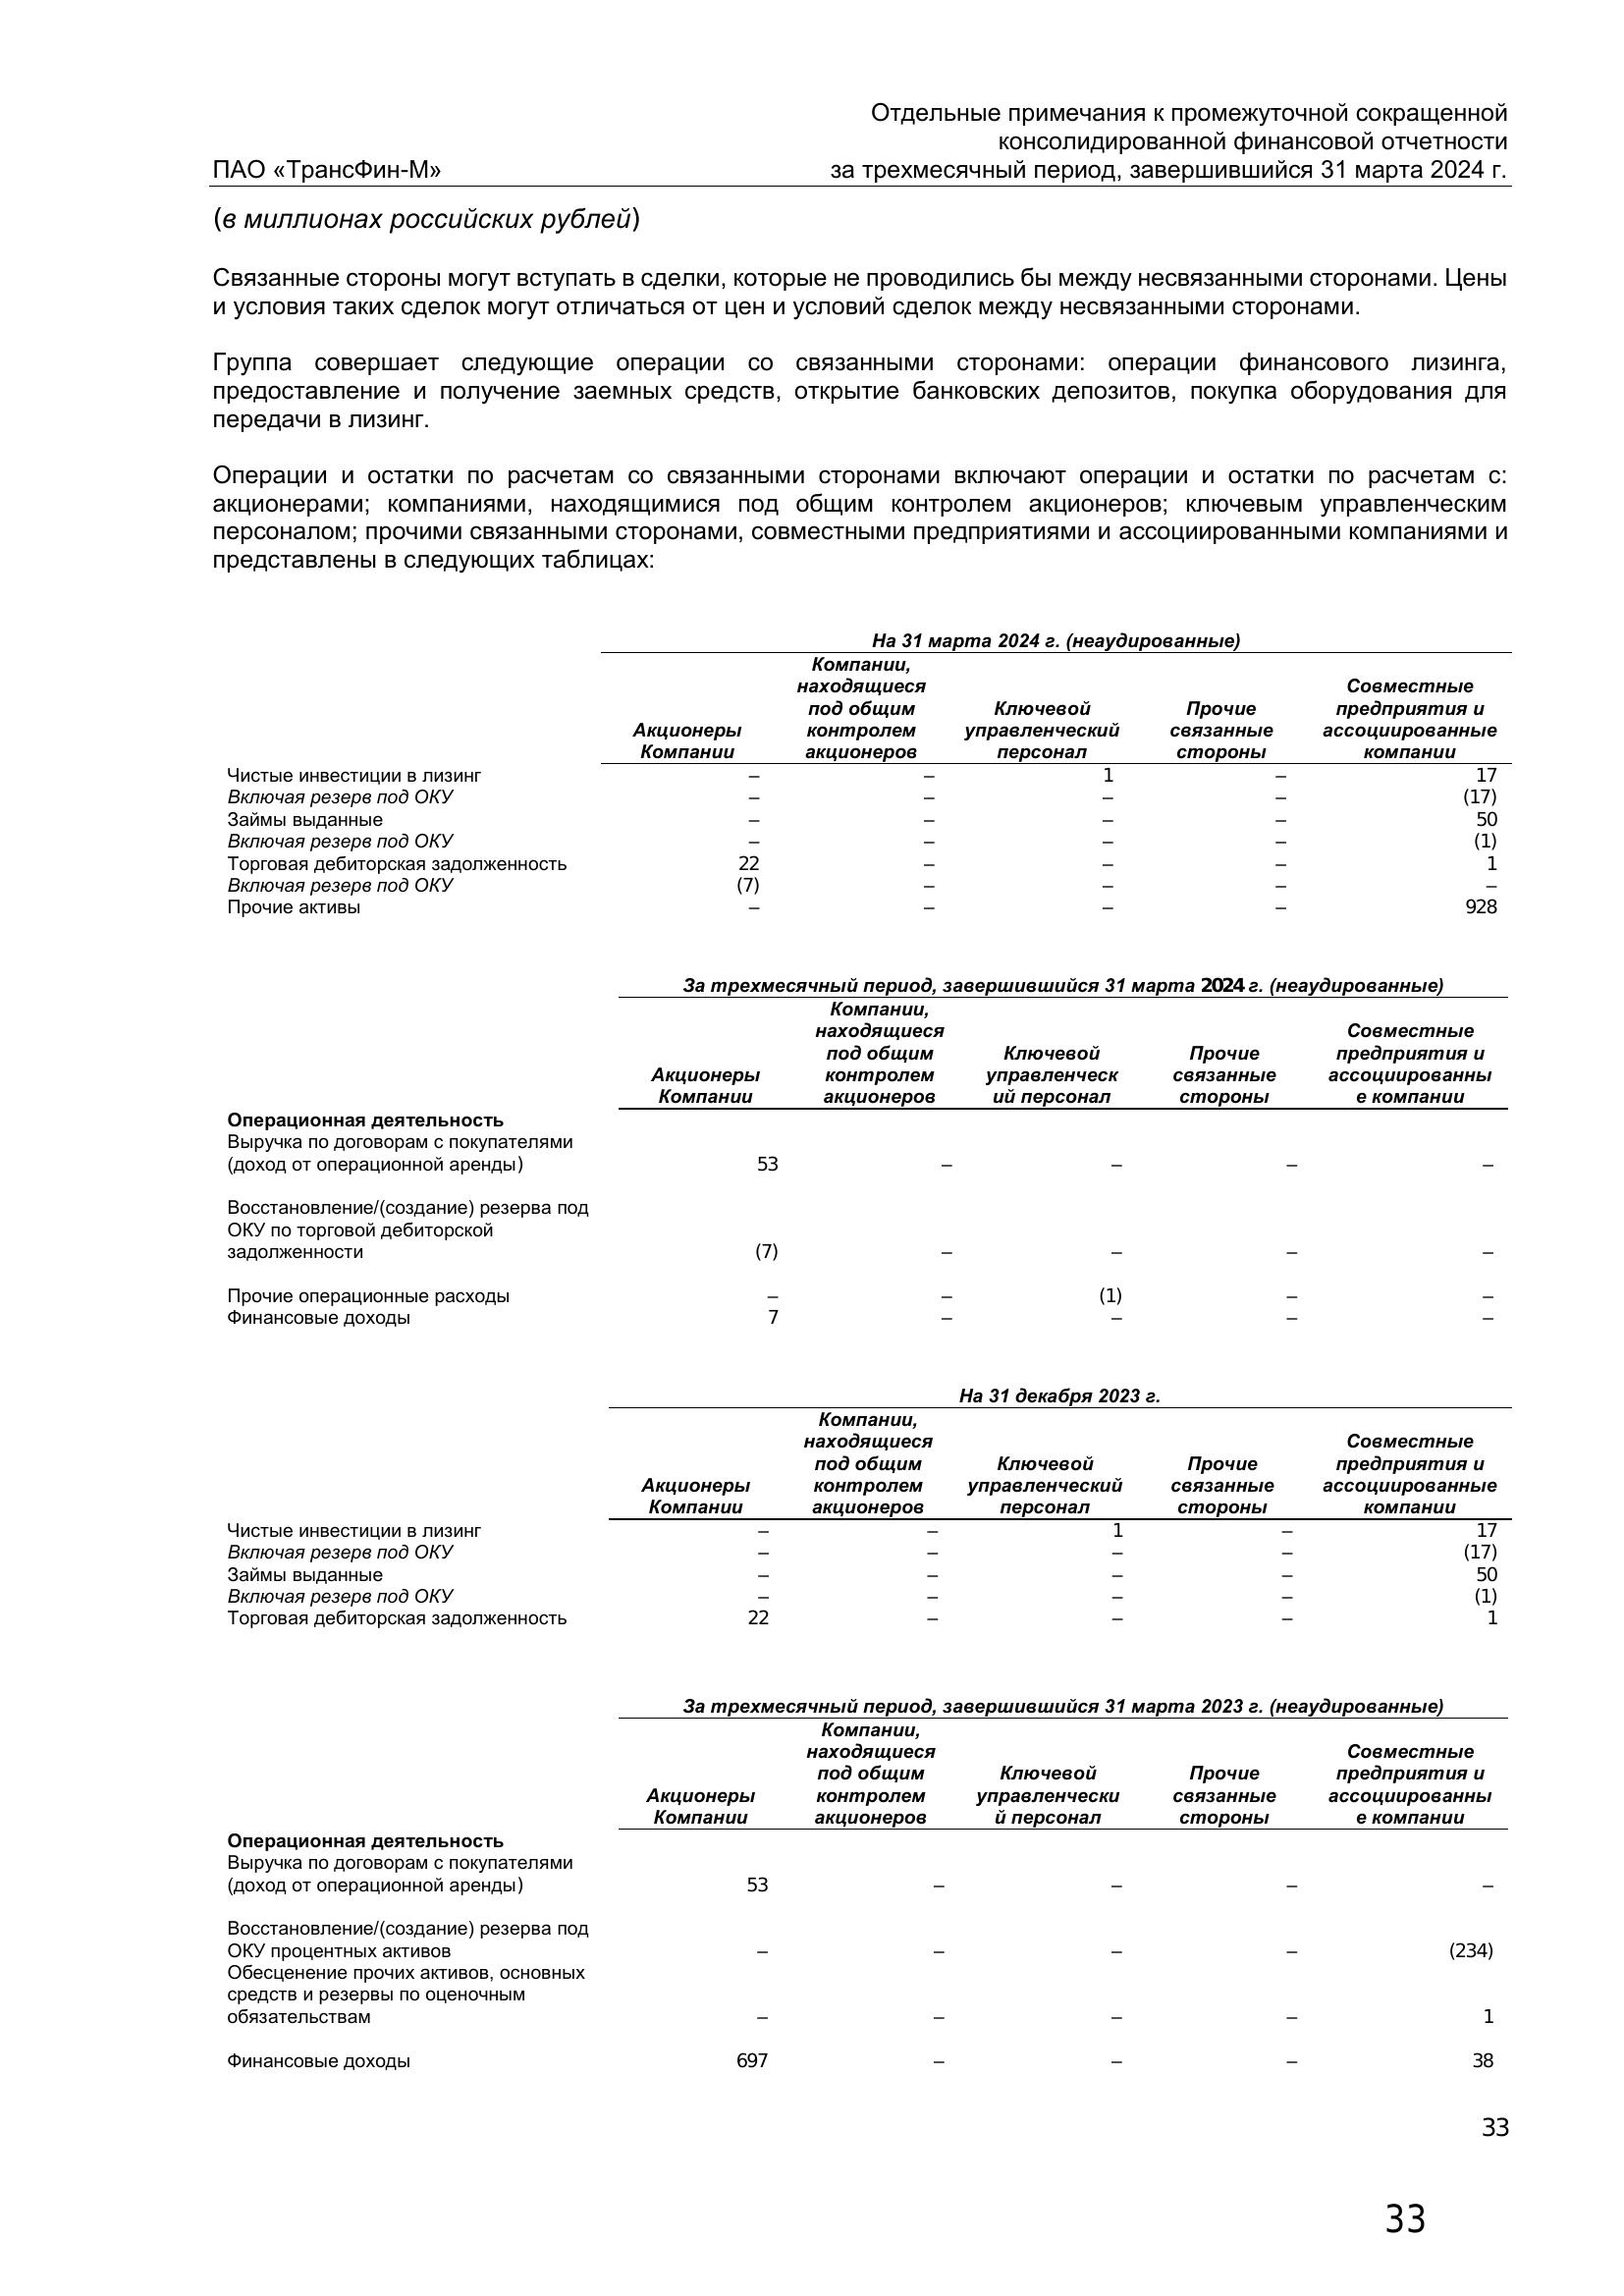 Отдельные примечания к промежуточной сокращенной
консолидированной финансовой отчетности
ПАО «ТрансФин-М» за трехмесячный период, завершившийся 31 марта 2024 г.
(в миллионах российских рублей)
Связанные стороны могут вступать в сделки, которые не проводились бы между несвязанными сторонами. Цены
и условия таких сделок могут отличаться от цен и условий сделок между несвязанными сторонами.
Группа совершает следующие операции со связанными сторонами: операции финансового лизинга,
предоставление и получение заемных средств, открытие банковских депозитов, покупка оборудования для
передачи в лизинг.
Операции и остатки по расчетам со связанными сторонами включают операции и остатки по расчетам с:
акционерами; компаниями, находящимися под общим контролем акционеров; ключевым управленческим
персоналом; прочими связанными сторонами, совместными предприятиями и ассоциированными компаниями и
представлены в следующих таблицах:
На 31 марта 2024 г. (неаудированные)
Компании,
находящиеся Совместные
под общим Ключевой Прочие предприятия и
Акционеры контролем управленческий связанные ассоциированные
Компании акционеров персонал стороны компании
Чистые инвестиции в лизинг – – 1 – 17
Включая резерв под ОКУ – – – – (17)
Займы выданные – – – – 50
Включая резерв под ОКУ – – – – (1)
Торговая дебиторская задолженность 22 – – – 1
Включая резерв под ОКУ (7) – – – –
Прочие активы – – – – 928
За трехмесячный период, завершившийся 31 марта 2024 г. (неаудированные)
Компании,
находящиеся Совместные
под общим Ключевой Прочие предприятия и
Акционеры контролем управленческ связанные ассоциированны
Компании акционеров ий персонал стороны е компании
Операционная деятельность
Выручка по договорам с покупателями
(доход от операционной аренды) 53 – – – –
Восстановление/(создание) резерва под
ОКУ по торговой дебиторской
задолженности (7) – – – –
Прочие операционные расходы – – (1) – –
Финансовые доходы 7 – – – –
На 31 декабря 2023 г.
Компании,
находящиеся Совместные
под общим Ключевой Прочие предприятия и
Акционеры контролем управленческий связанные ассоциированные
Компании акционеров персонал стороны компании
Чистые инвестиции в лизинг – – 1 – 17
Включая резерв под ОКУ – – – – (17)
Займы выданные – – – – 50
Включая резерв под ОКУ – – – – (1)
Торговая дебиторская задолженность 22 – – – 1
За трехмесячный период, завершившийся 31 марта 2023 г. (неаудированные)
Компании,
находящиеся Совместные
под общим Ключевой Прочие предприятия и
Акционеры контролем управленчески связанные ассоциированны
Компании акционеров й персонал стороны е компании
Операционная деятельность
Выручка по договорам с покупателями
(доход от операционной аренды) 53 – – – –
Восстановление/(создание) резерва под
ОКУ процентных активов – – – – (234)
Обесценение прочих активов, основных
средств и резервы по оценочным
обязательствам – – – – 1
Финансовые доходы 697 – – – 38
33
33